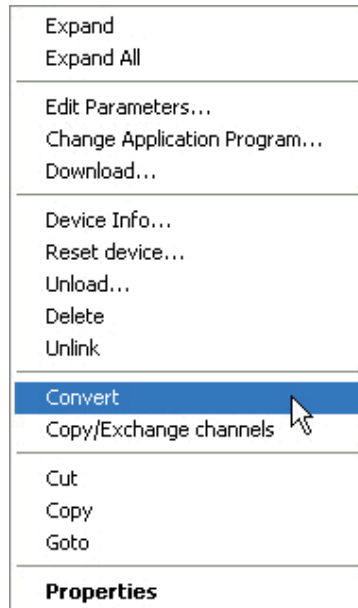 Expand
Expand All
Edit Parameters...
Change Application Program...
Download...
Device Info...
Reset device...
Unload...
Delete
Unlink
Convert
Copy/Exchange channels
Cut
Copy
Goto
Properties